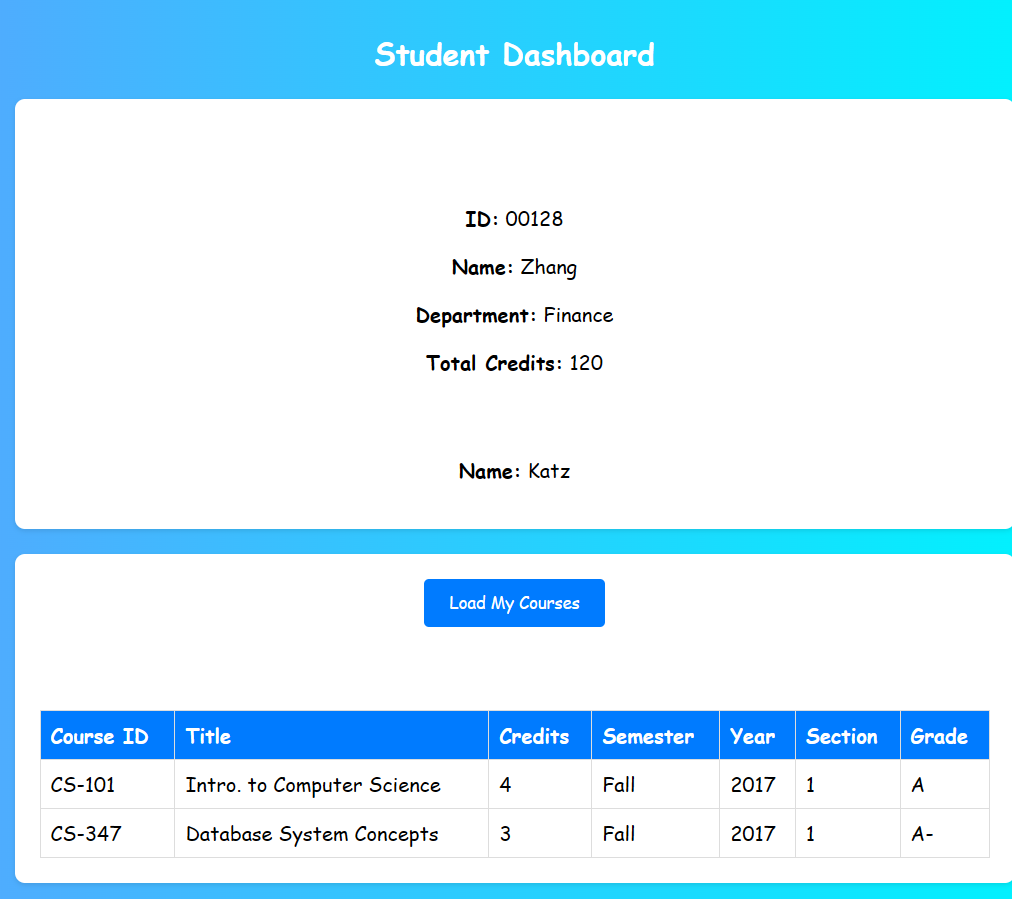 Student Dashboard
ID: 00128
Name: Zhang
Department: Finance
Total Credits: 120
Name: Katz
Load My Courses
Course ID Title Credits Semester Year Section Grade
CS-101 Intro. to Computer Science 4 Fall 2017 1 A
CS-347 Database System Concepts 3 Fall 2017 1 A-